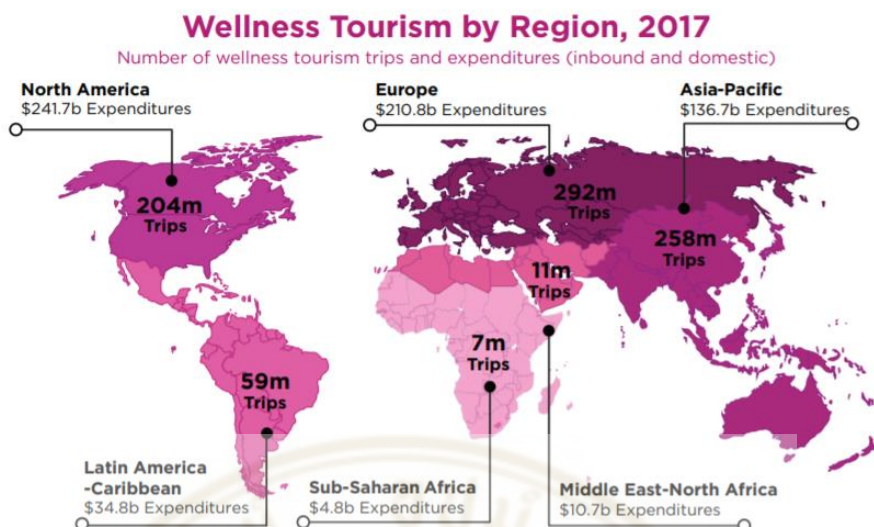 Wellness Tourism by Region, 2017
Number of wellness tourism trips and expenditures (inbound and domestic)
North America
$241.7b Expenditures
Europe
$210.8b Expenditures
Asia-Pacific
$136.7b Expenditures
204m
Trips
292m
Trips
258m
Trips
11m
Trips
7m
Trips
59m
Trips
Latin America
-Caribbean
$34.8b Expenditures
Sub-Saharan Africa
$4.8b Expenditures
Middle East-North Africa
$10.7b Expenditures